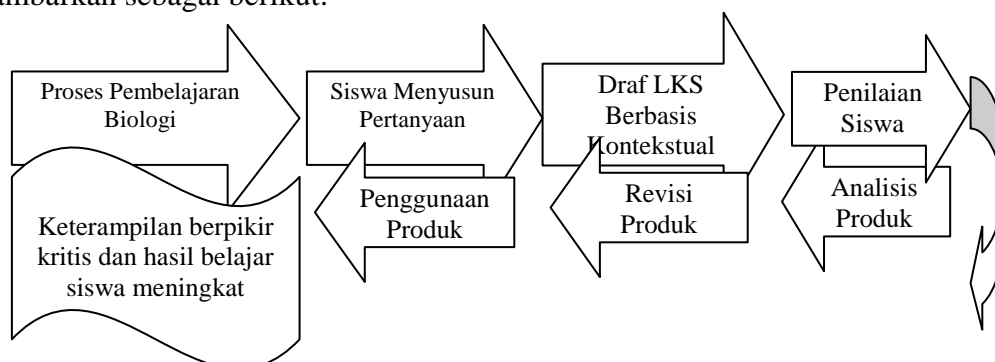 ambarkan sebagai berikut:
Proses Pembelajaran
Biologi
Siswa Menyusun
Pertanyaan
Draf LKS
Berbasis
Kontekstual
Penilaian
Siswa
Analisis
Produk
Revisi
Produk
Penggunaan
Produk
Keterampilan berpikir
kritis dan hasil belajar
siswa meningkat